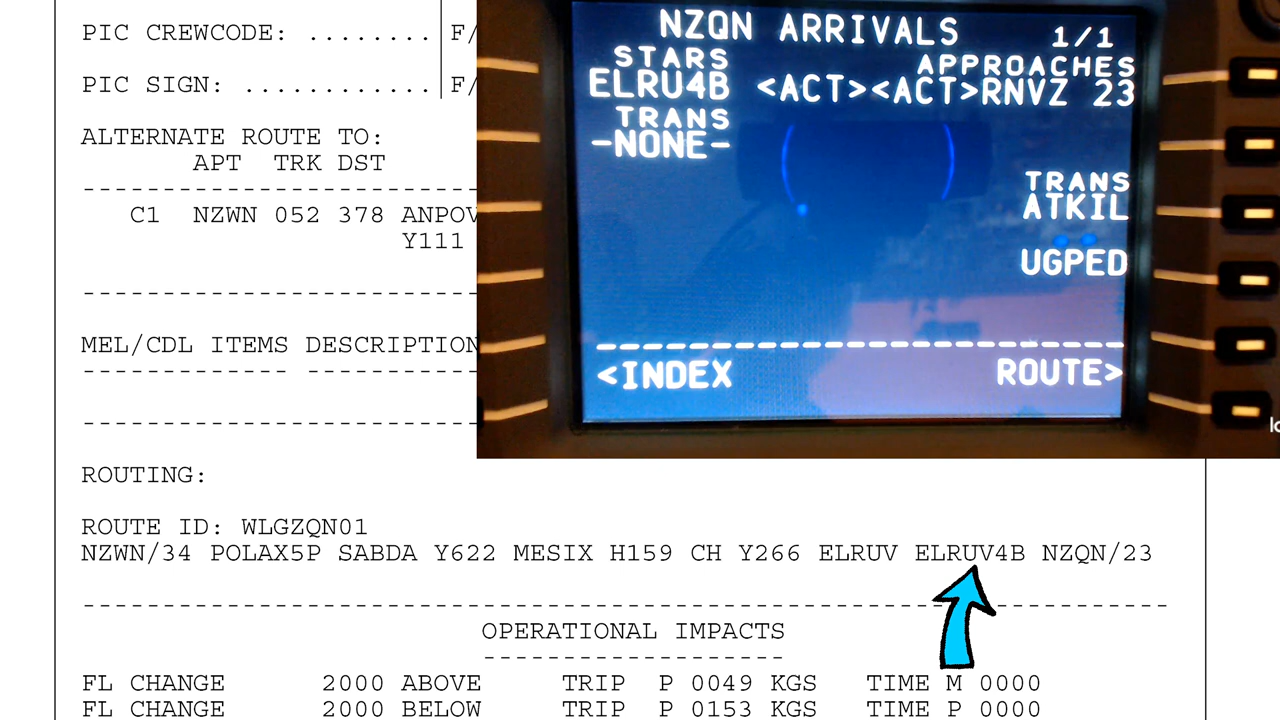 PIC CREWCODE: ........ F/
PIC SIGN: ............ F/
ALTERNATE ROUTE TO:
APT TRK DST
--------------------------
C1 NZWN 052 378 ANPOV
Y111
--------------------------
MEL/CDL ITEMS DESCRIPTION
------------- -----------
--------------------------
ROUTING:
ROUTE ID: WLGZQN01
NZWN/34 POLAX5P SABDA Y622 MESIX H159 CH Y266 ELRUV ELRUV4B NZQN/23
--------------------------------------------------------------------
OPERATIONAL IMPACTS
-------------------
FL CHANGE 2000 ABOVE TRIP P 0049 KGS TIME M 0000
FL CHANGE 2000 BELOW TRIP P 0153 KGS TIME P 0000
NZQN ARRIVALS 1/1
STARS APPROACHES
ELRU4B <ACT><ACT>RNVZ 23
TRANS
-NONE-
TRANS
ATKIL
UGPED
--------------------
<INDEX ROUTE>